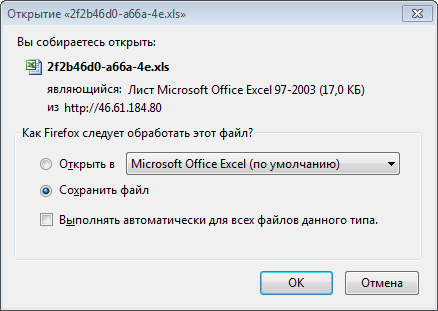 Открытие «2f2b46d0-a66a-4e.xls»
Вы собираетесь открыть:
2f2b46d0-a66a-4e.xls
являющийся: Лист Microsoft Office Excel 97-2003 (17,0 КБ)
из http://46.61.184.80
Как Firefox следует обработать этот файл?
Открыть в Microsoft Office Excel (по умолчанию)
Сохранить файл
Выполнять автоматически для всех файлов данного типа.
OK Отмена